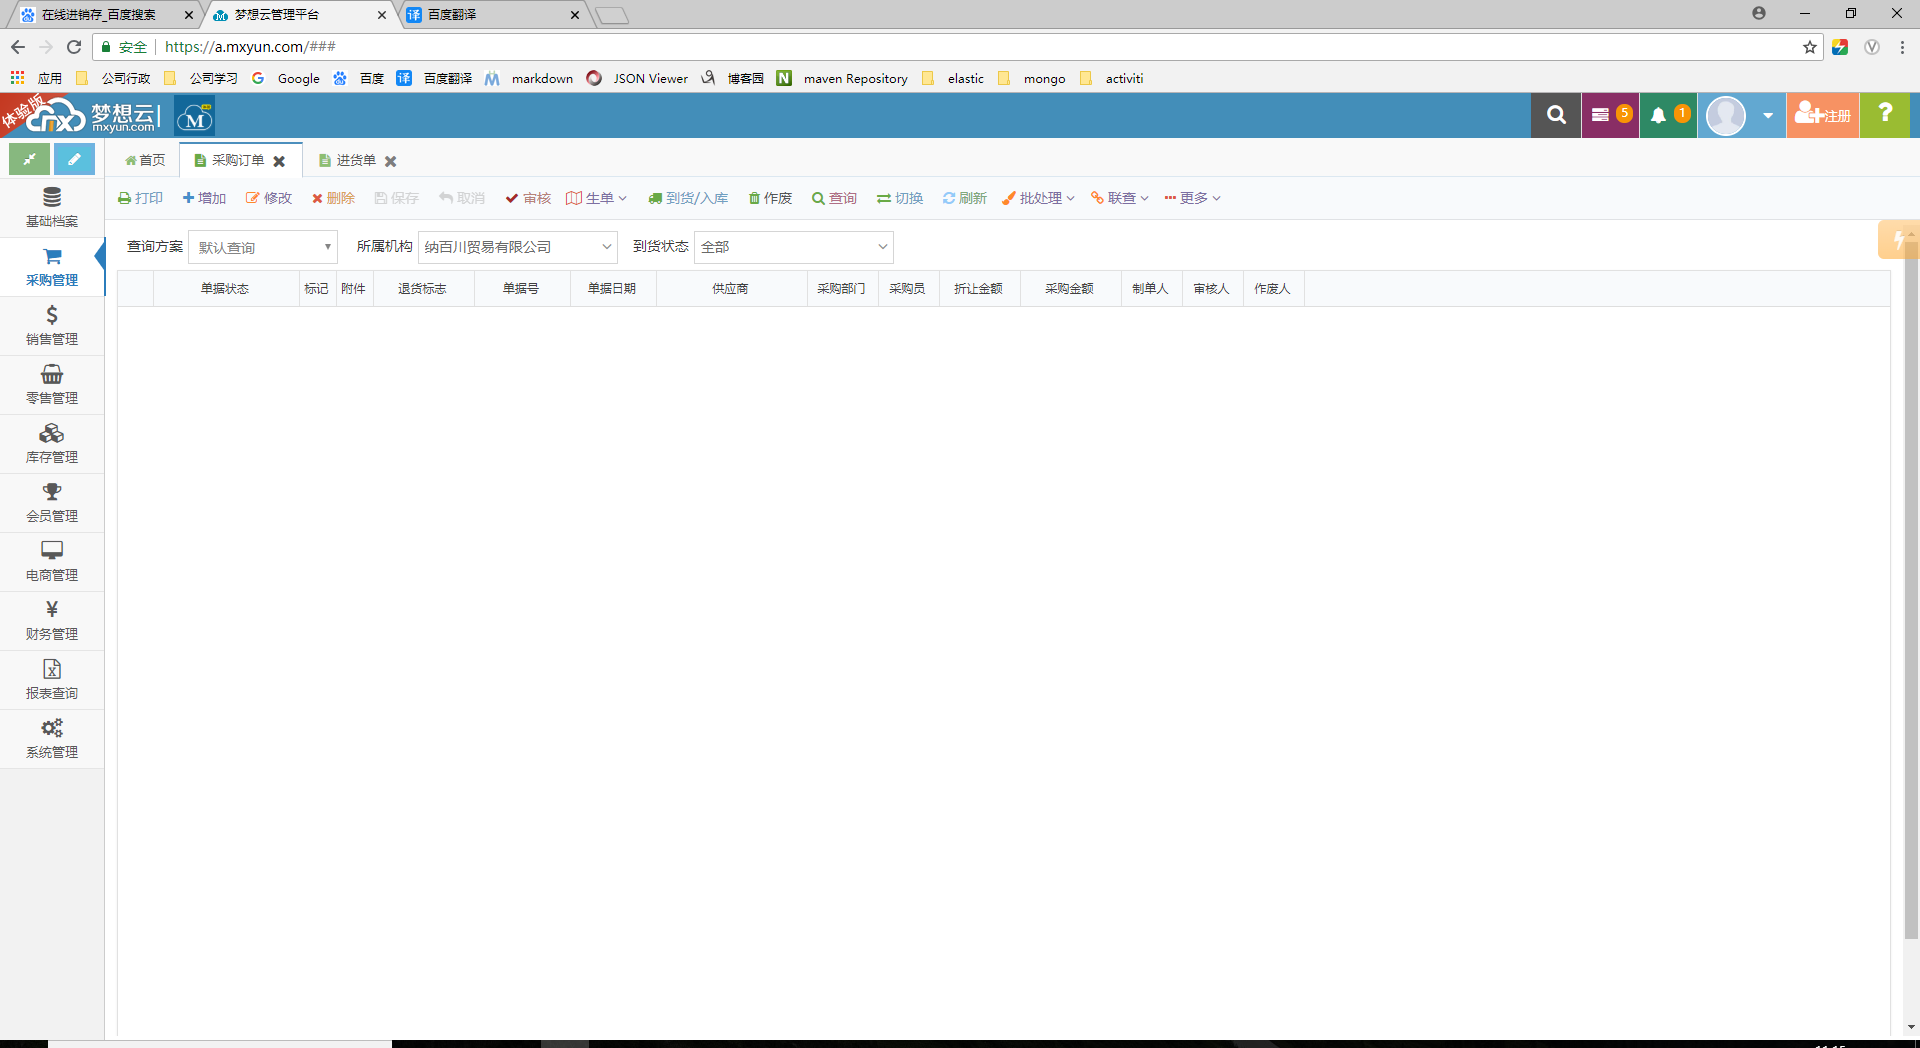 在线进销存_百度搜索
梦想云管理平台
百度翻译
安全 https://a.mxyun.com/###
应用 公司行政 公司学习 Google 百度 百度翻译 markdown JSON Viewer 博客园 maven Repository elastic mongo activiti
体验版 梦想云 mxyun.com M 5 1 注册 ?
首页 采购订单 进货单
打印 增加 修改 删除 保存 取消 审核 生单 到货/入库 作废 查询 切换 刷新 批处理 联查 更多
查询方案 默认查询 所属机构 纳百川贸易有限公司 到货状态 全部
单据状态 标记 附件 退货标志 单据号 单据日期 供应商 采购部门 采购员 折让金额 采购金额 制单人 审核人 作废人
基础档案
采购管理
销售管理
零售管理
库存管理
会员管理
电商管理
财务管理
报表查询
系统管理